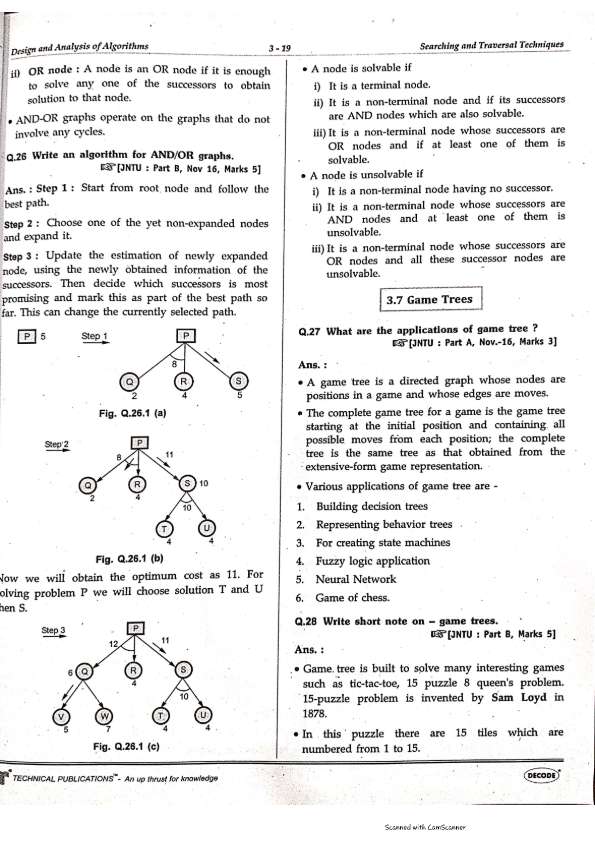 Design and Analysis of Algorithms
3 - 19
Searching and Traversal Techniques
ii) OR node : A node is an OR node if it is enough
to solve any one of the successors to obtain
solution to that node.
• AND-OR graphs operate on the graphs that do not
involve any cycles.
Q.26 Write an algorithm for AND/OR graphs.
☞[JNTU : Part B, Nov 16, Marks 5]
Ans. : Step 1 : Start from root node and follow the
best path.
Step 2 : Choose one of the yet non-expanded nodes
and expand it.
Step 3 : Update the estimation of newly expanded
node, using the newly obtained information of the
successors. Then decide which successors is most
promising and mark this as part of the best path so
far. This can change the currently selected path.
P 5 Step 1 P
8
Q R S
2 4 5
Fig. Q.26.1 (a)
Step 2 P
8 11
Q R S 10
2 4
10
T U
4 4
Fig. Q.26.1 (b)
Now we will obtain the optimum cost as 11. For
olving problem P we will choose solution T and U
hen S.
Step 3 P
12 11
6 Q R S
4
10
V W T U
5 7 4 4
Fig. Q.26.1 (c)
• A node is solvable if
i) It is a terminal node.
ii) It is a non-terminal node and if its successors
are AND nodes which are also solvable.
iii) It is a non-terminal node whose successors are
OR nodes and if at least one of them is
solvable.
• A node is unsolvable if
i) It is a non-terminal node having no successor.
ii) It is a non-terminal node whose successors are
AND nodes and at least one of them is
unsolvable.
iii) It is a non-terminal node whose successors are
OR nodes and all these successor nodes are
unsolvable.
3.7 Game Trees
Q.27 What are the applications of game tree ?
☞[JNTU : Part A, Nov.-16, Marks 3]
Ans. :
• A game tree is a directed graph whose nodes are
positions in a game and whose edges are moves.
• The complete game tree for a game is the game tree
starting at the initial position and containing all
possible moves from each position; the complete
tree is the same tree as that obtained from the
extensive-form game representation.
• Various applications of game tree are -
1. Building decision trees
2. Representing behavior trees
3. For creating state machines
4. Fuzzy logic application
5. Neural Network
6. Game of chess.
Q.28 Write short note on – game trees.
☞[JNTU : Part B, Marks 5]
Ans. :
• Game tree is built to solve many interesting games
such as tic-tac-toe, 15 puzzle 8 queen's problem.
15-puzzle problem is invented by Sam Loyd in
1878.
• In this puzzle there are 15 tiles which are
numbered from 1 to 15.
TECHNICAL PUBLICATIONS™- An up thrust for knowledge
DECODE
Scanned with CamScanner